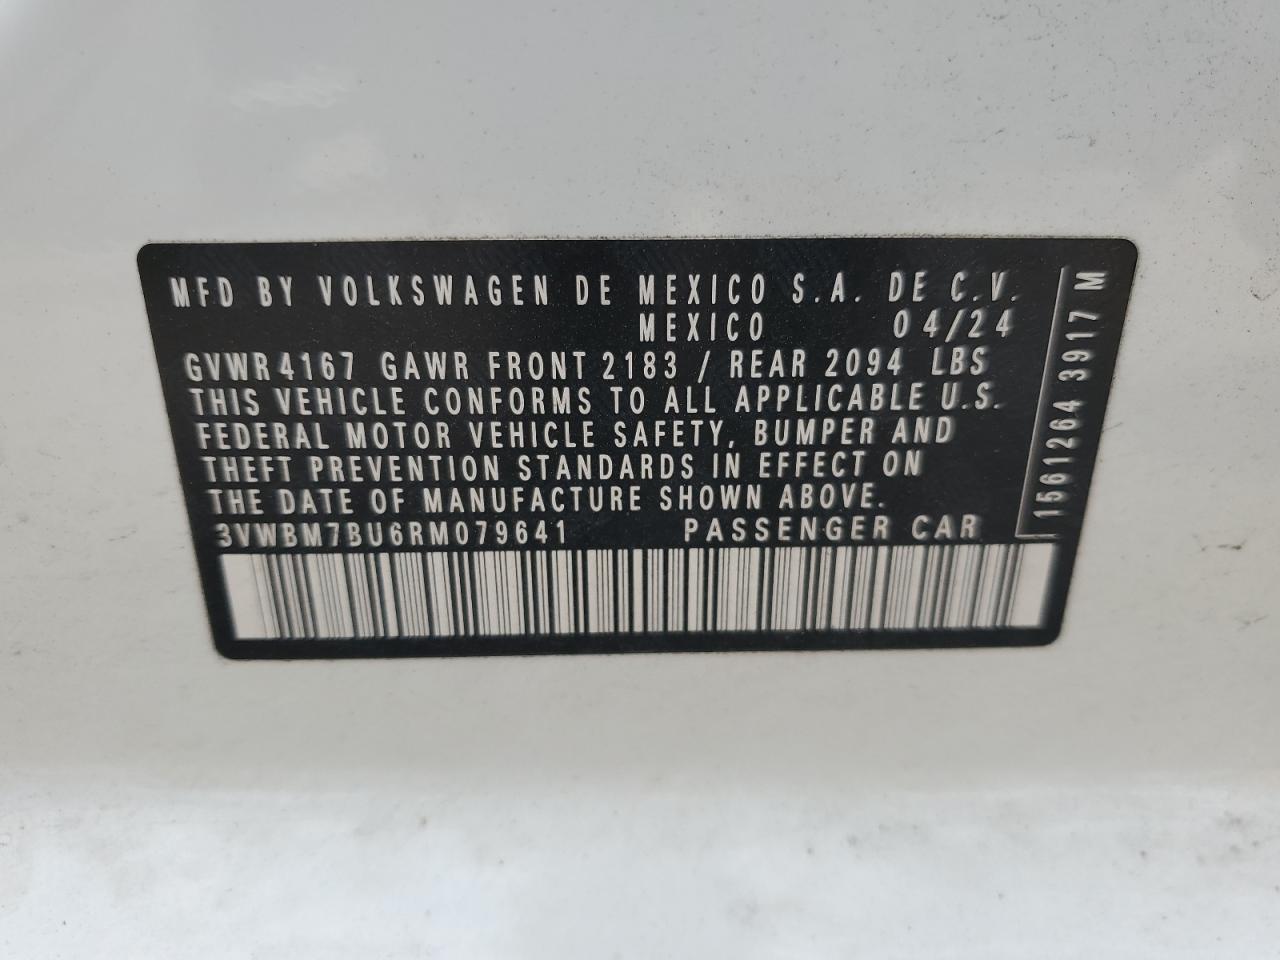 MFD BY VOLKSWAGEN DE MEXICO S.A. DE C.V.
MEXICO 04/24
GVWR 4167 GAWR FRONT 2183 / REAR 2094 LBS
THIS VEHICLE CONFORMS TO ALL APPLICABLE U.S.
FEDERAL MOTOR VEHICLE SAFETY, BUMPER AND
THEFT PREVENTION STANDARDS IN EFFECT ON
THE DATE OF MANUFACTURE SHOWN ABOVE.
3VWBM7BU6RM079641 PASSENGER CAR
1561264 3917 M